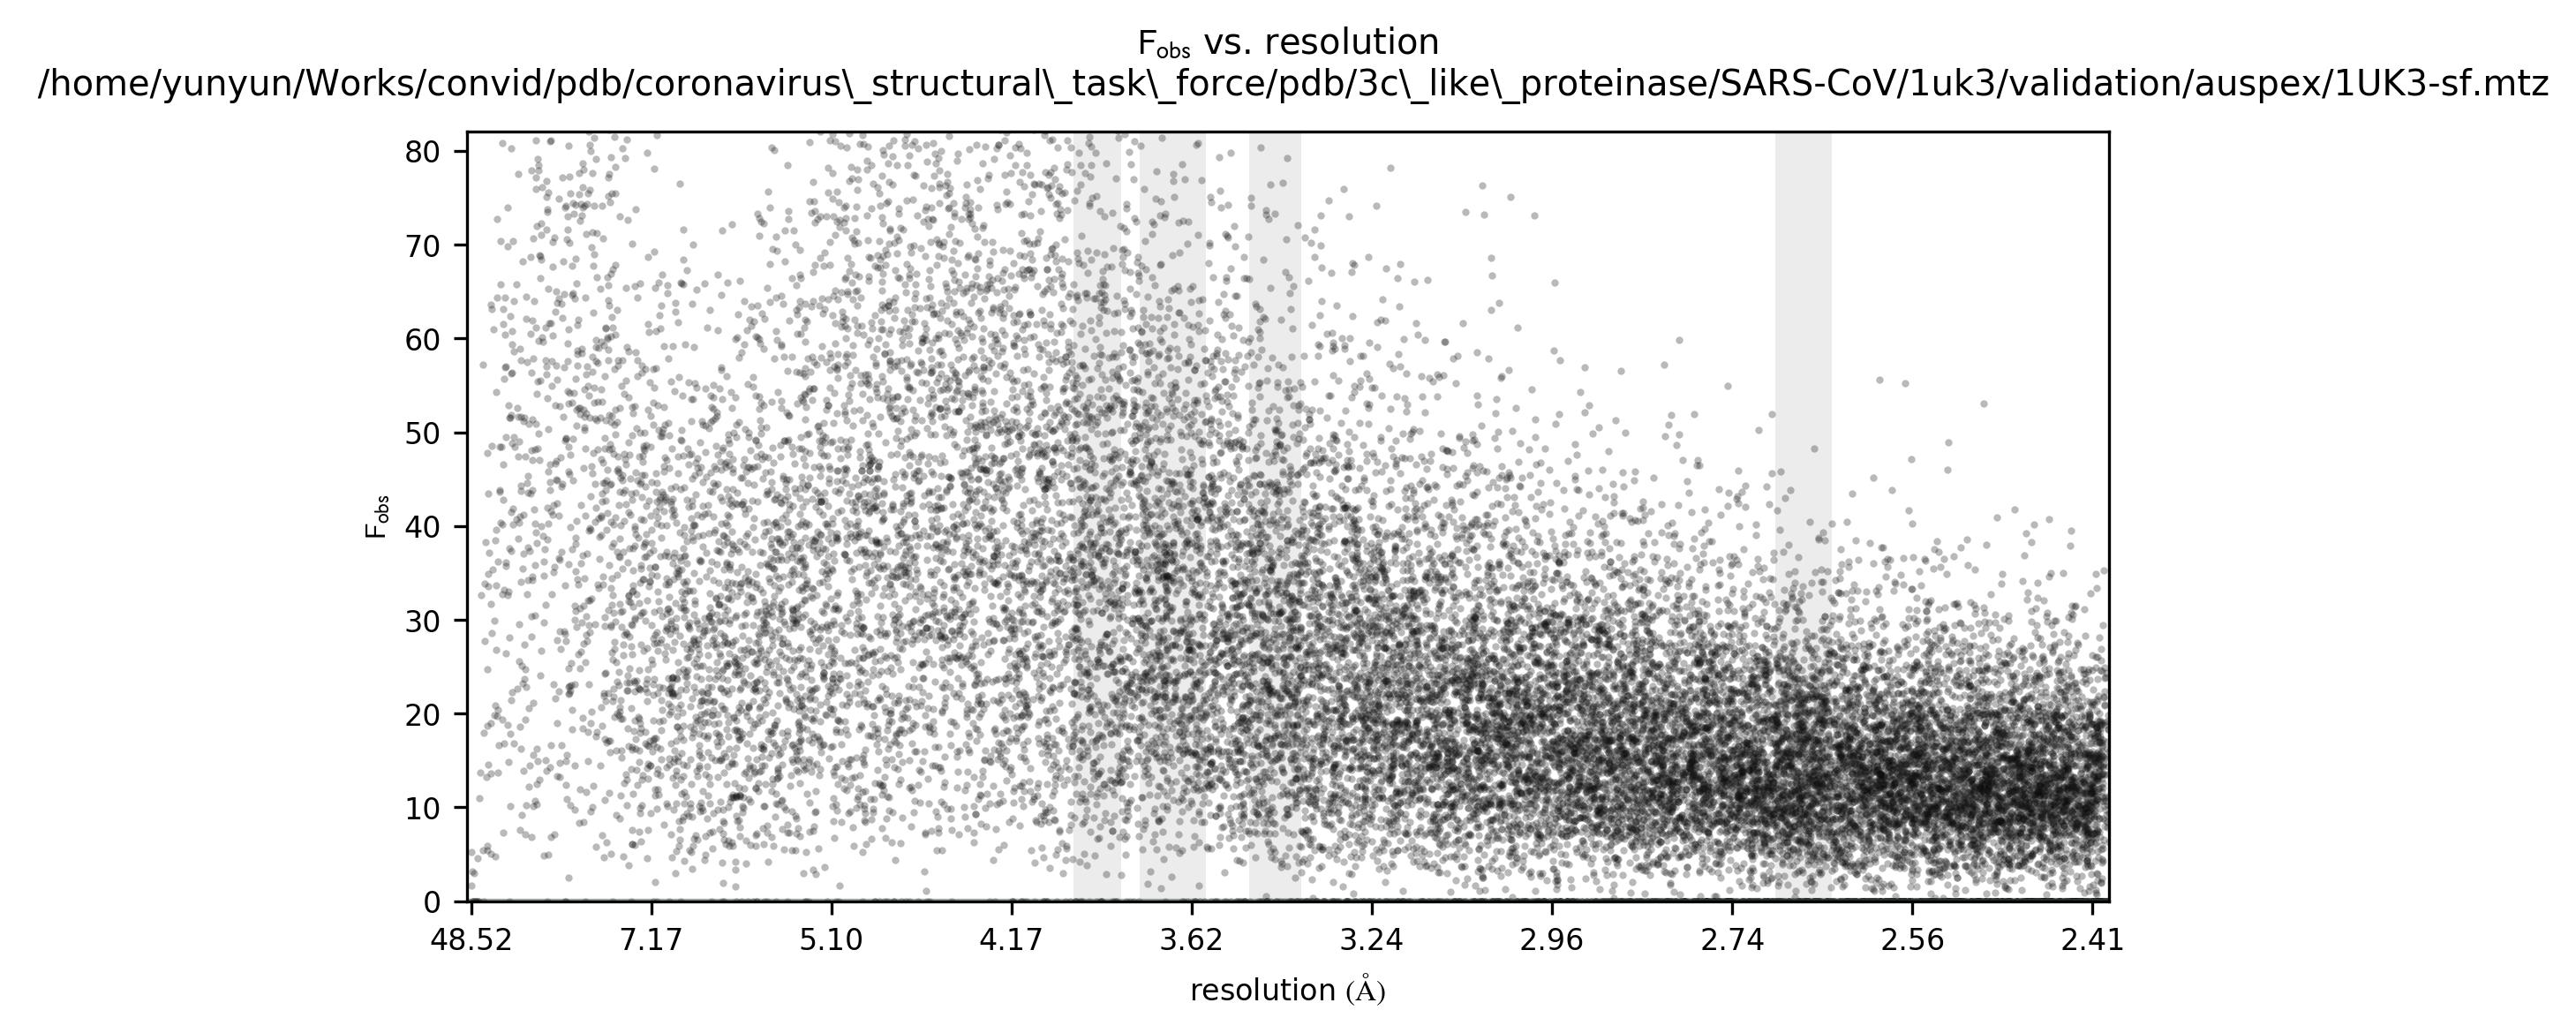 Fobs vs. resolution
/home/yunyun/Works/convid/pdb/coronavirus\_structural\_task\_force/pdb/3c\_like\_proteinase/SARS-CoV/1uk3/validation/auspex/1UK3-sf.mtz
80
70
60
50
40
30
20
10
0
Fobs
48.52 7.17 5.10 4.17 3.62 3.24 2.96 2.74 2.56 2.41
resolution (Å)